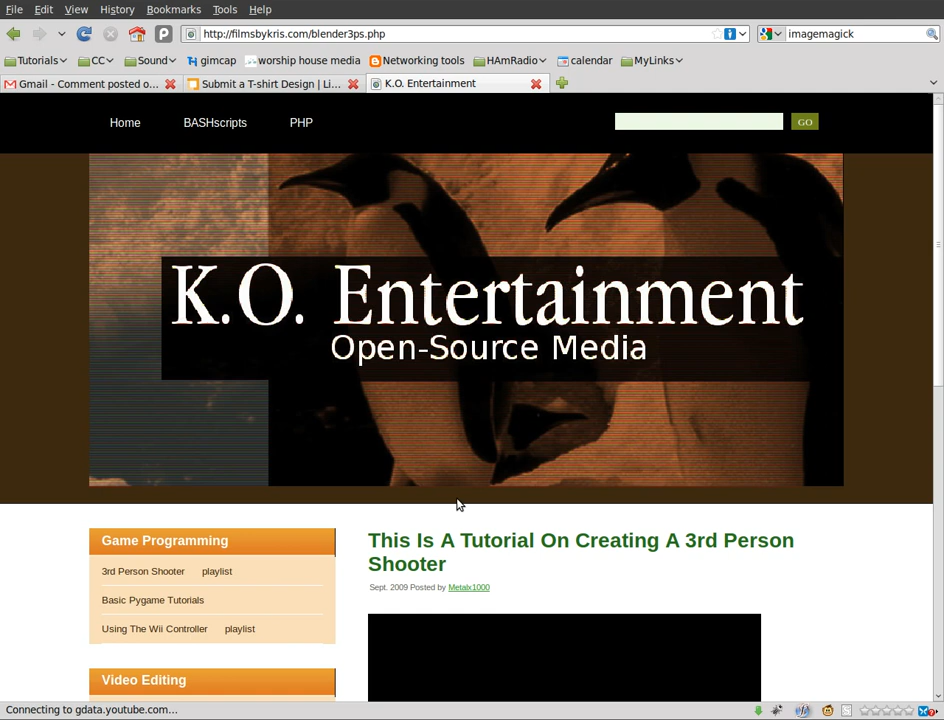 File Edit View History Bookmarks Tools Help
http://filmsbykris.com/blender3ps.php imagemagick
Tutorials CC Sound gimcap worship house media Networking tools HAmRadio calendar MyLinks
Gmail - Comment posted o... Submit a T-shirt Design | Li... K.O. Entertainment
Home BASHscripts PHP GO
K.O. Entertainment
Open-Source Media
Game Programming
3rd Person Shooter playlist
Basic Pygame Tutorials
Using The Wii Controller playlist
Video Editing
This Is A Tutorial On Creating A 3rd Person
Shooter
Sept. 2009 Posted by Metalx1000
Connecting to gdata.youtube.com...